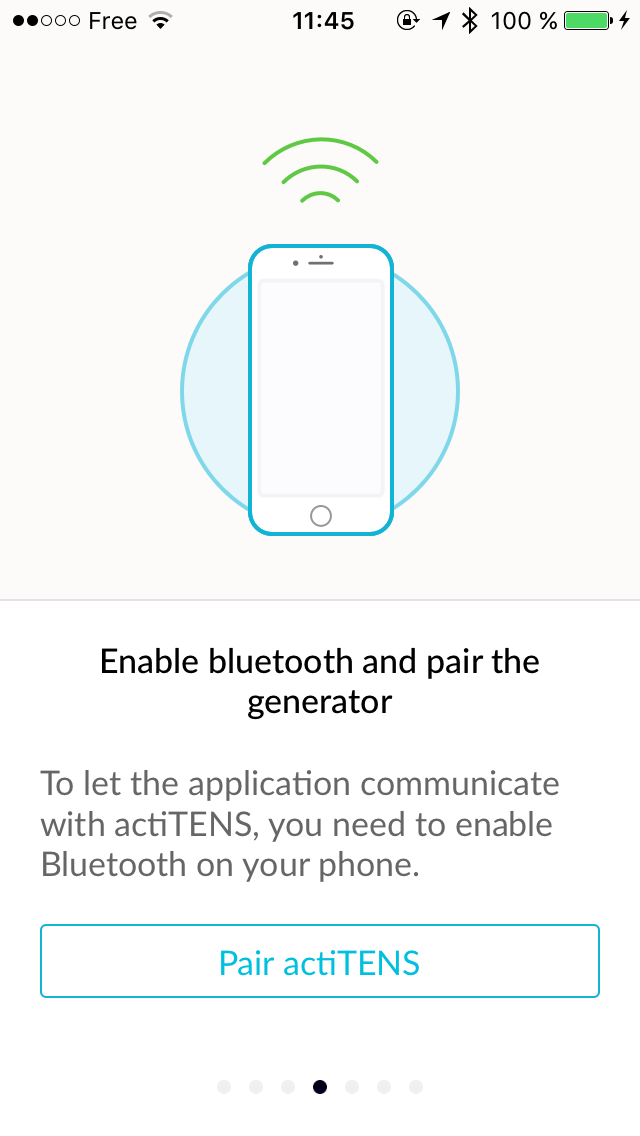 Free 11:45 100 %
Enable bluetooth and pair the
generator
To let the application communicate
with actiTENS, you need to enable
Bluetooth on your phone.
Pair actiTENS